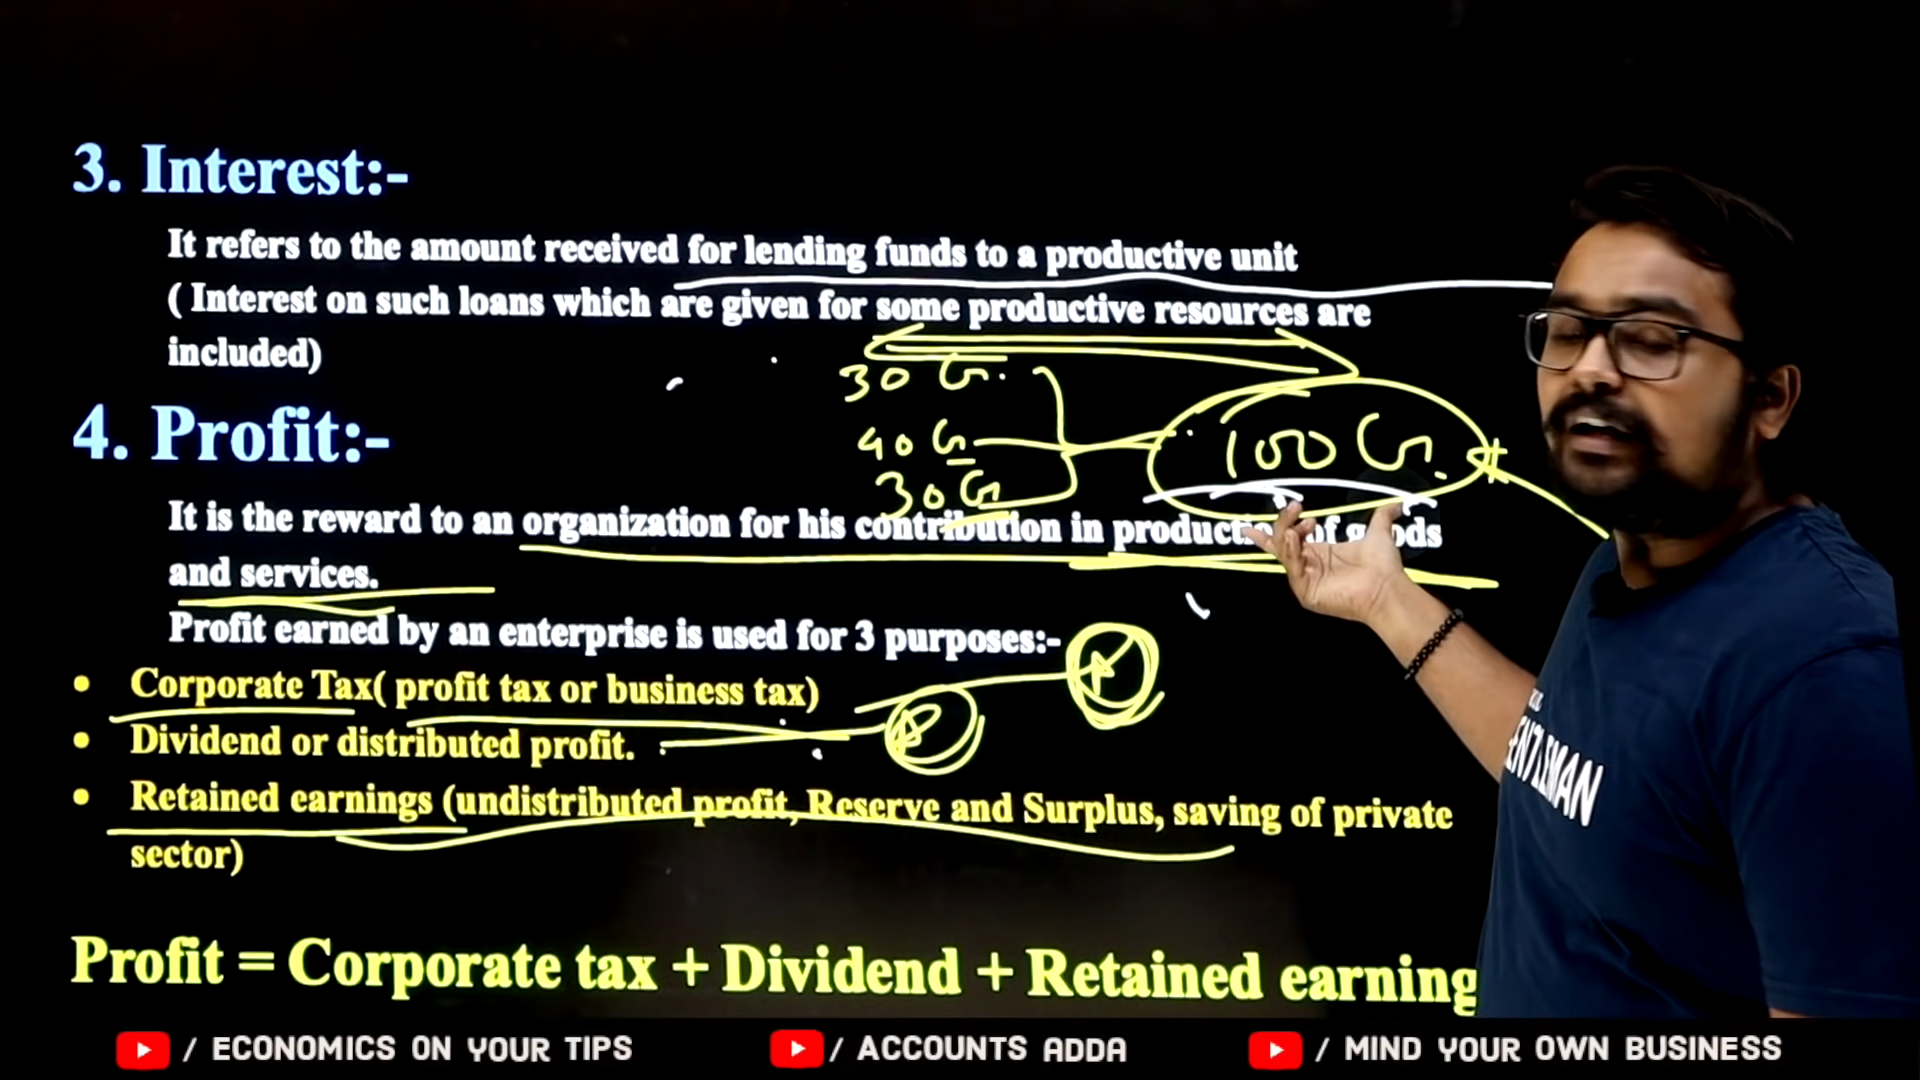 3. Interest:-
It refers to the amount received for lending funds to a productive unit
( Interest on such loans which are given for some productive resources are
included)
30 Cr.
40 Cr
30 Cr
100 Cr.
4. Profit:-
It is the reward to an organization for his contribution in production of goods
and services.
Profit earned by an enterprise is used for 3 purposes:-
• Corporate Tax( profit tax or business tax)
• Dividend or distributed profit.
• Retained earnings (undistributed profit, Reserve and Surplus, saving of private
sector)
Profit = Corporate tax + Dividend + Retained earning
/ ECONOMICS ON YOUR TIPS
/ ACCOUNTS ADDA
/ MIND YOUR OWN BUSINESS